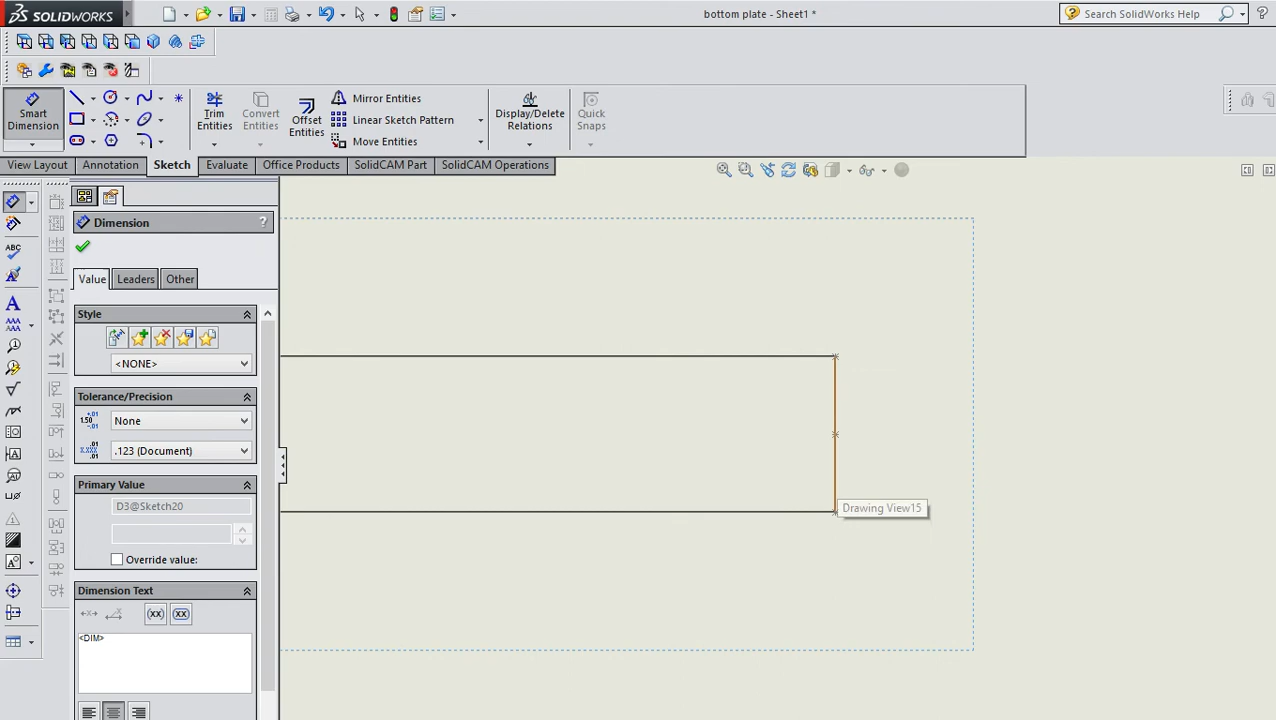 SOLIDWORKS
bottom plate - Sheet1 *
Search SolidWorks Help
?
Smart Dimension
Trim Entities
Convert Entities
Offset Entities
Mirror Entities
Linear Sketch Pattern
Move Entities
Display/Delete Relations
Quick Snaps
View Layout
Annotation
Sketch
Evaluate
Office Products
SolidCAM Part
SolidCAM Operations
Dimension
?
Value
Leaders
Other
Style
<NONE>
Tolerance/Precision
None
.123 (Document)
Primary Value
D3@Sketch20
Override value:
Dimension Text
(xx)
<DIM>
Drawing View15